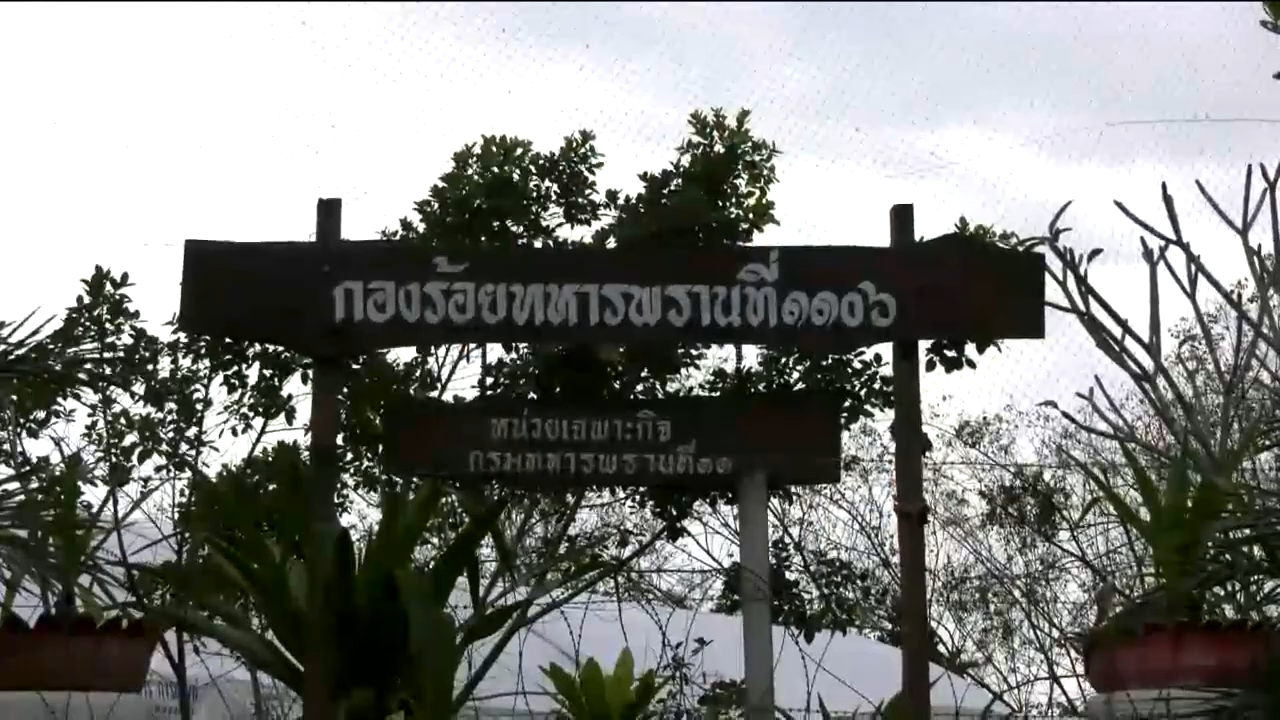 กองร้อยทหารพรานที่๑๑๐๖
หน่วยเฉพาะกิจ
กรมทหารพรานที่๑๑